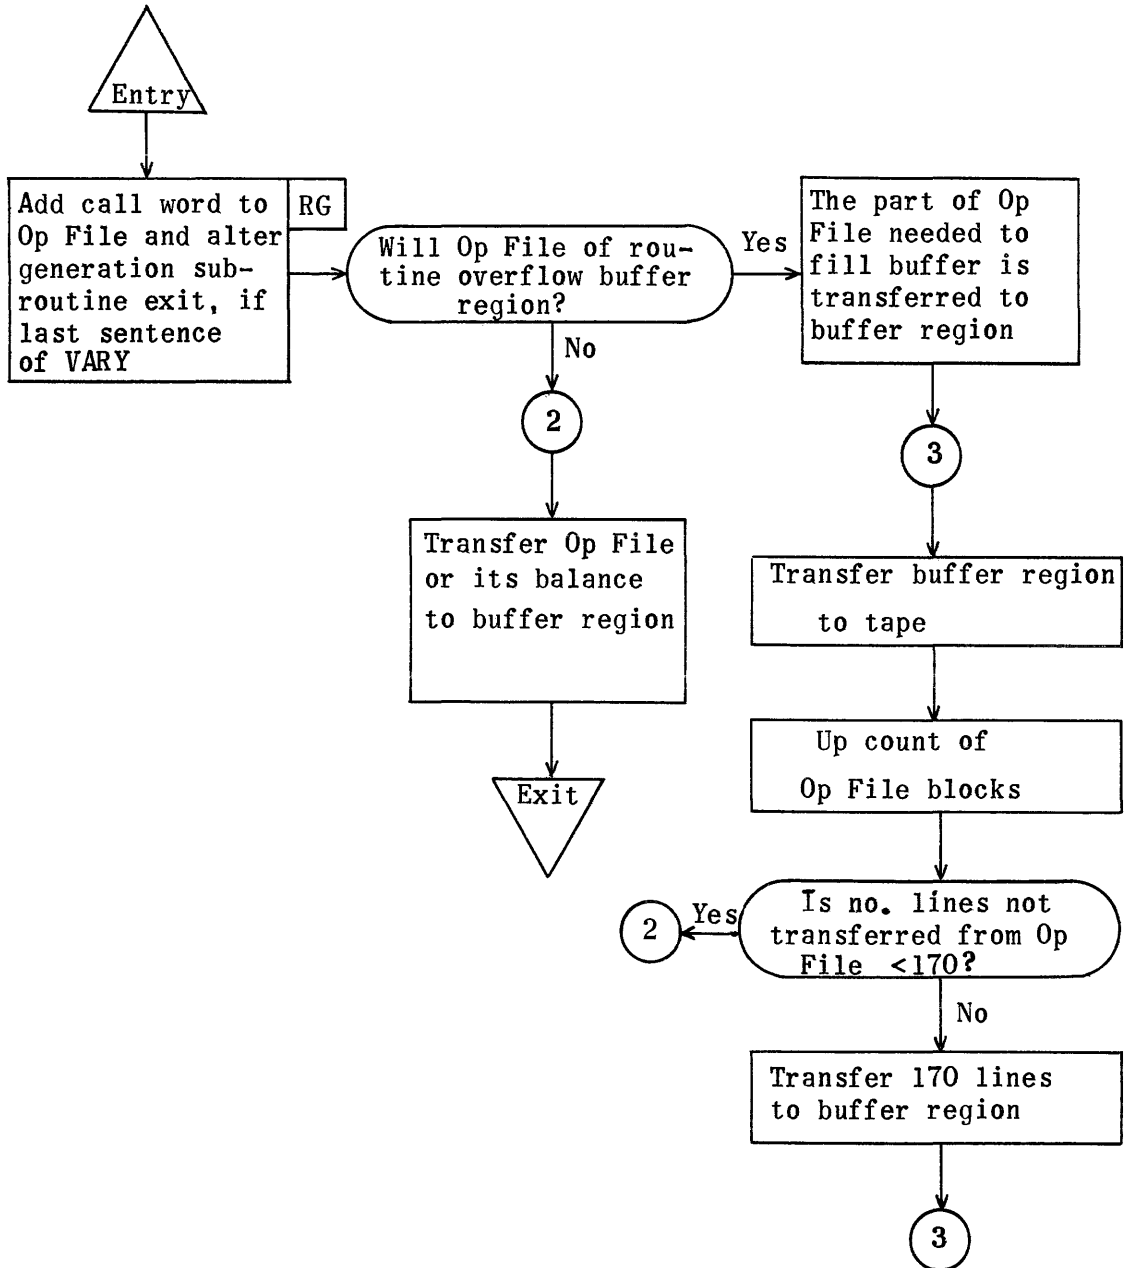 Entry
Add call word to
Op File and alter
generation sub-
routine exit, if
last sentence
of VARY
RG
Will Op File of rou-
tine overflow buffer
region?
Yes
The part of Op
File needed to
fill buffer is
transferred to
buffer region
No
2
3
Transfer Op File
or its balance
to buffer region
Transfer buffer region
to tape
Up count of
Op File blocks
Exit
Is no. lines not
transferred from Op
File <170?
Yes
2
No
Transfer 170 lines
to buffer region
3